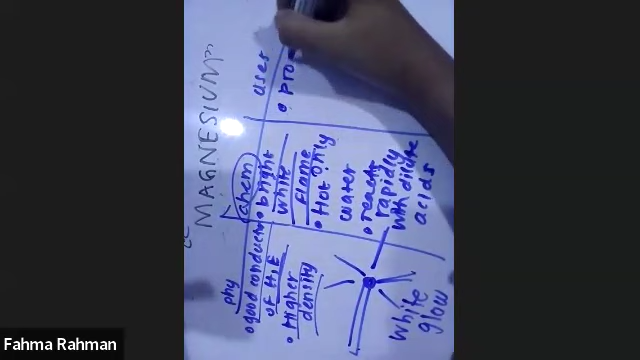 "MAGNESIUM"
phy
• good conductor
of H&E
• Higher
density
chem
• bright
white
flame
• Hot only
water
• reacts
rapidly
with dilute
acids
uses
• pro
white
glow
Fahma Rahman